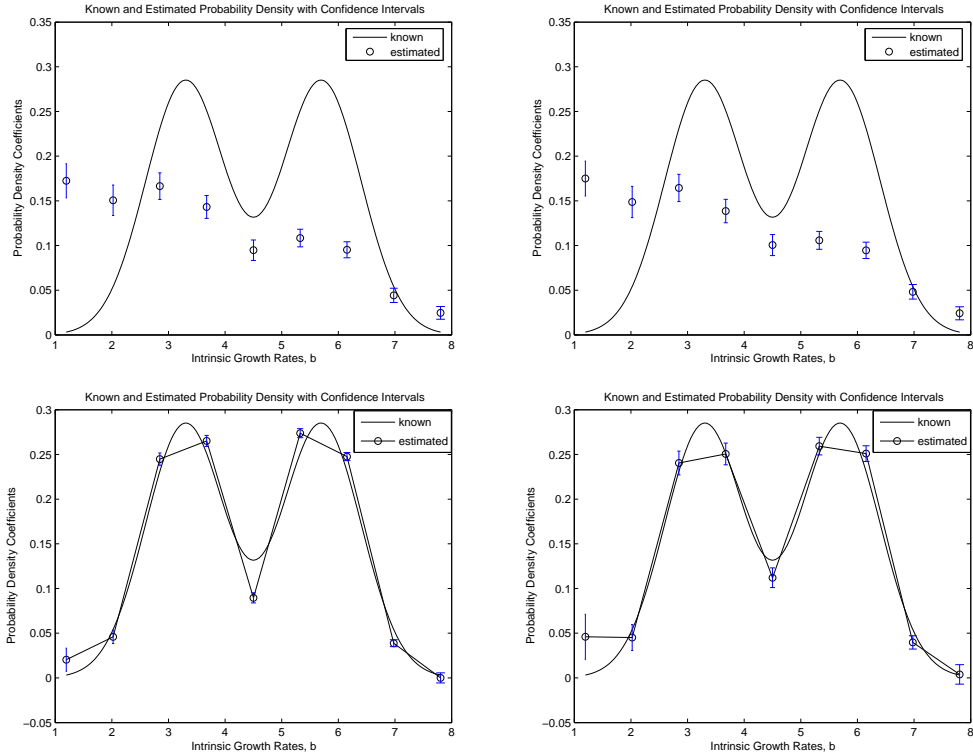 Known and Estimated Probability Density with Confidence Intervals
0.35
0.3
0.25
0.2
0.15
0.1
0.05
0
Probability Density Coefficients
known
estimated
1 2 3 4 5 6 7 8
Intrinsic Growth Rates, b
Known and Estimated Probability Density with Confidence Intervals
0.35
0.3
0.25
0.2
0.15
0.1
0.05
0
Probability Density Coefficients
known
estimated
1 2 3 4 5 6 7 8
Intrinsic Growth Rates, b
Known and Estimated Probability Density with Confidence Intervals
0.3
0.25
0.2
0.15
0.1
0.05
0
−0.05
Probability Density Coefficients
known
estimated
1 2 3 4 5 6 7 8
Intrinsic Growth Rates, b
Known and Estimated Probability Density with Confidence Intervals
0.3
0.25
0.2
0.15
0.1
0.05
0
−0.05
Probability Density Coefficients
known
estimated
1 2 3 4 5 6 7 8
Intrinsic Growth Rates, b